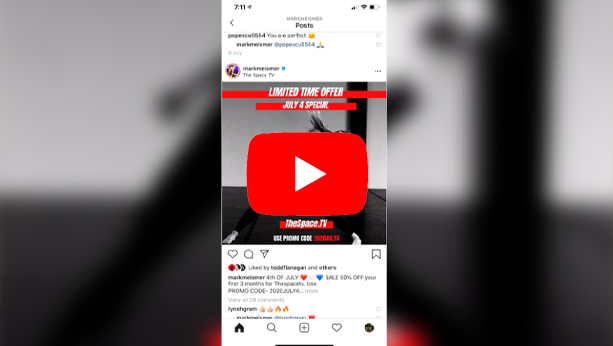 7:11
MARKMEISMER
Posts
popescu5554 You are perfect
markmeismer @popescu5554
6 July
markmeismer
The Space TV
LIMITED TIME OFFER
JULY 4 SPECIAL
TheSpace.TV
USE PROMO CODE 2020JULY4
Liked by toddflanagan and others
markmeismer 4th OF JULY SALE 50% OFF your
first 3 months for Thespacetv. Use
PROMO CODE- 2020JULY4... more
View all 29 comments
lynshgram
markmeismer